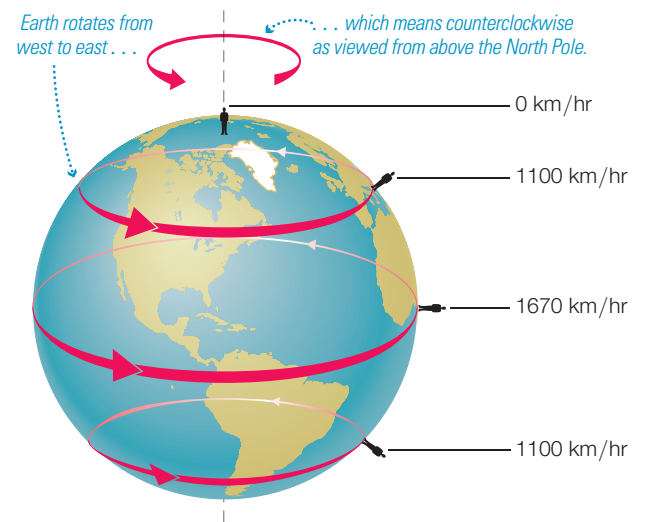 Earth rotates from
west to east . . .
. . . which means counterclockwise
as viewed from above the North Pole.
0 km/hr
1100 km/hr
1670 km/hr
1100 km/hr